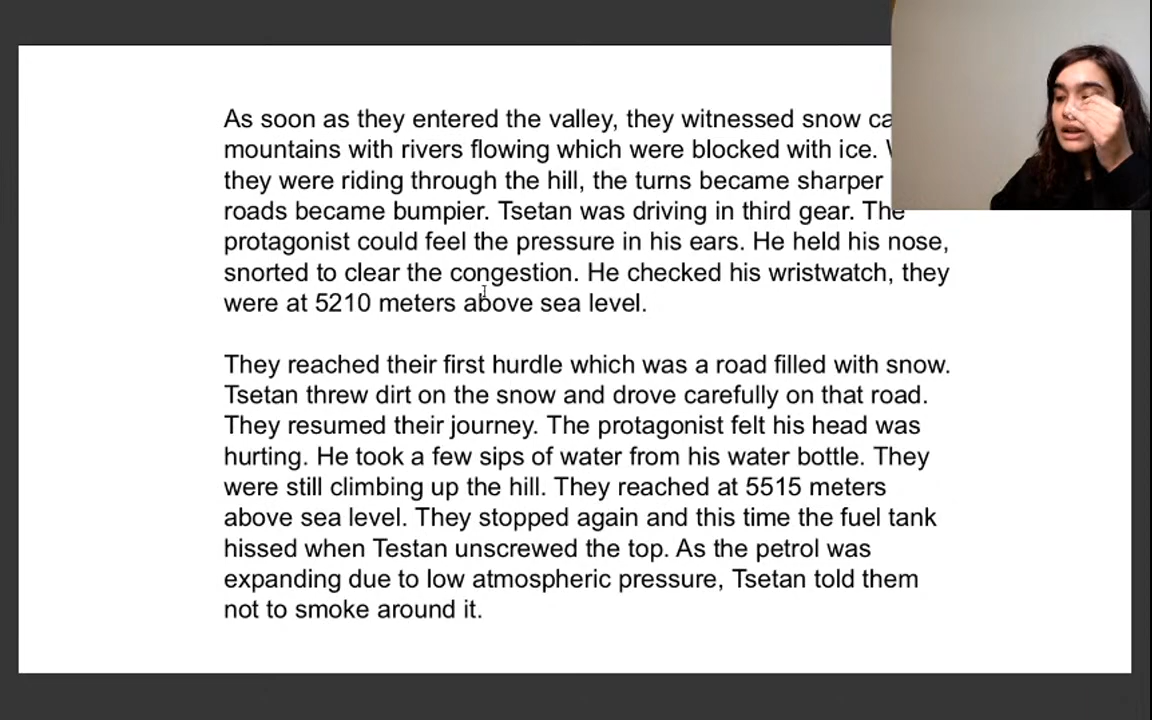 As soon as they entered the valley, they witnessed snow
mountains with rivers flowing which were blocked with ice.
they were riding through the hill, the turns became sharper
roads became bumpier. Tsetan was driving in third gear. The
protagonist could feel the pressure in his ears. He held his nose,
snorted to clear the congestion. He checked his wristwatch, they
were at 5210 meters above sea level.
They reached their first hurdle which was a road filled with snow.
Tsetan threw dirt on the snow and drove carefully on that road.
They resumed their journey. The protagonist felt his head was
hurting. He took a few sips of water from his water bottle. They
were still climbing up the hill. They reached at 5515 meters
above sea level. They stopped again and this time the fuel tank
hissed when Testan unscrewed the top. As the petrol was
expanding due to low atmospheric pressure, Tsetan told them
not to smoke around it.